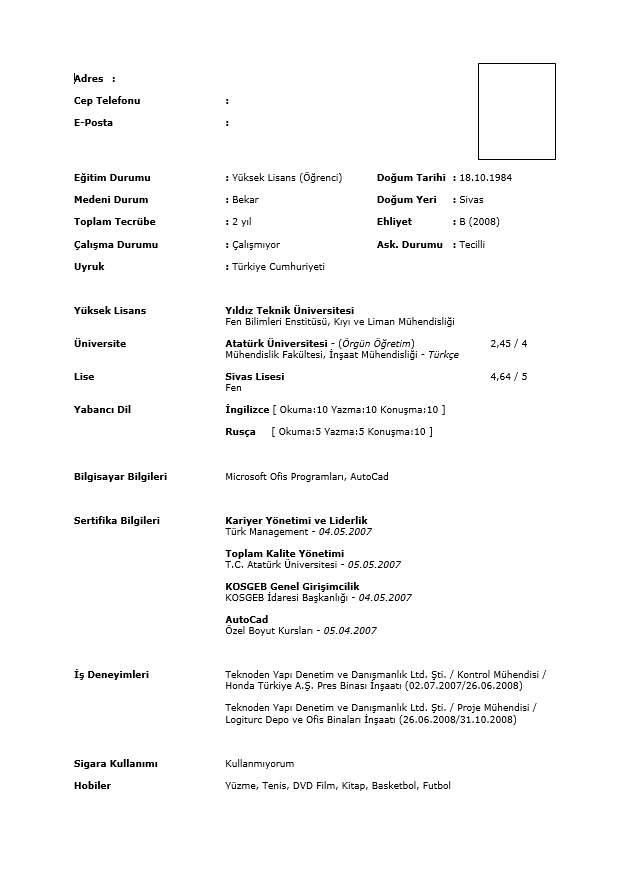 Adres :
Cep Telefonu :
E-Posta :
Eğitim Durumu : Yüksek Lisans (Öğrenci) Doğum Tarihi : 18.10.1984
Medeni Durum : Bekar Doğum Yeri : Sivas
Toplam Tecrübe : 2 yıl Ehliyet : B (2008)
Çalışma Durumu : Çalışmıyor Ask. Durumu : Tecilli
Uyruk : Türkiye Cumhuriyeti
Yüksek Lisans Yıldız Teknik Üniversitesi
Fen Bilimleri Enstitüsü, Kıyı ve Liman Mühendisliği
Üniversite Atatürk Üniversitesi - (Örgün Öğretim) 2,45 / 4
Mühendislik Fakültesi, İnşaat Mühendisliği - Türkçe
Lise Sivas Lisesi 4,64 / 5
Fen
Yabancı Dil İngilizce [ Okuma:10 Yazma:10 Konuşma:10 ]
Rusça [ Okuma:5 Yazma:5 Konuşma:10 ]
Bilgisayar Bilgileri Microsoft Ofis Programları, AutoCad
Sertifika Bilgileri Kariyer Yönetimi ve Liderlik
Türk Management - 04.05.2007
Toplam Kalite Yönetimi
T.C. Atatürk Üniversitesi - 05.05.2007
KOSGEB Genel Girişimcilik
KOSGEB İdaresi Başkanlığı - 04.05.2007
AutoCad
Özel Boyut Kursları - 05.04.2007
İş Deneyimleri Teknoden Yapı Denetim ve Danışmanlık Ltd. Şti. / Kontrol Mühendisi /
Honda Türkiye A.Ş. Pres Binası İnşaatı (02.07.2007/26.06.2008)
Teknoden Yapı Denetim ve Danışmanlık Ltd. Şti. / Proje Mühendisi /
Logiturc Depo ve Ofis Binaları İnşaatı (26.06.2008/31.10.2008)
Sigara Kullanımı Kullanmıyorum
Hobiler Yüzme, Tenis, DVD Film, Kitap, Basketbol, Futbol